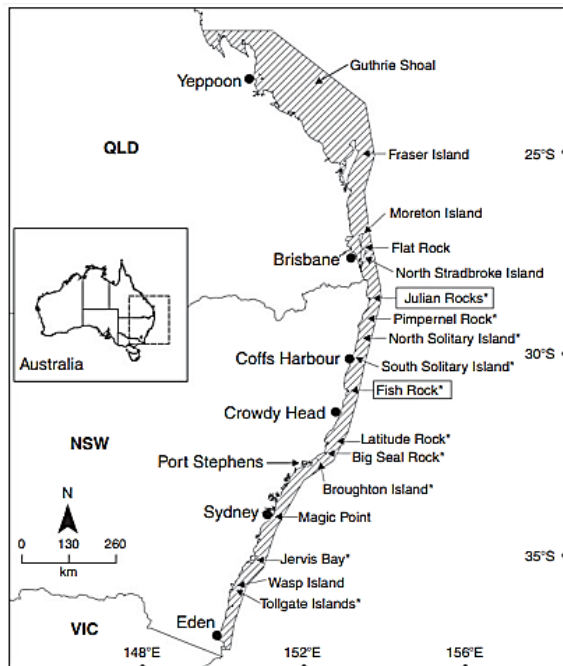 Guthrie Shoal
Yeppoon
QLD
Fraser Island
25°S
Moreton Island
Flat Rock
Brisbane
North Stradbroke Island
Julian Rocks*
Pimpernel Rock*
North Solitary Island*
Australia
30°S
Coffs Harbour
South Solitary Island*
Fish Rock*
Crowdy Head
Latitude Rock*
NSW
Port Stephens
Big Seal Rock*
Broughton Island*
N
Sydney
Magic Point
0 130 260
km
35°S
Jervis Bay*
Wasp Island
Tollgate Islands*
Eden
VIC
148°E 152°E 156°E